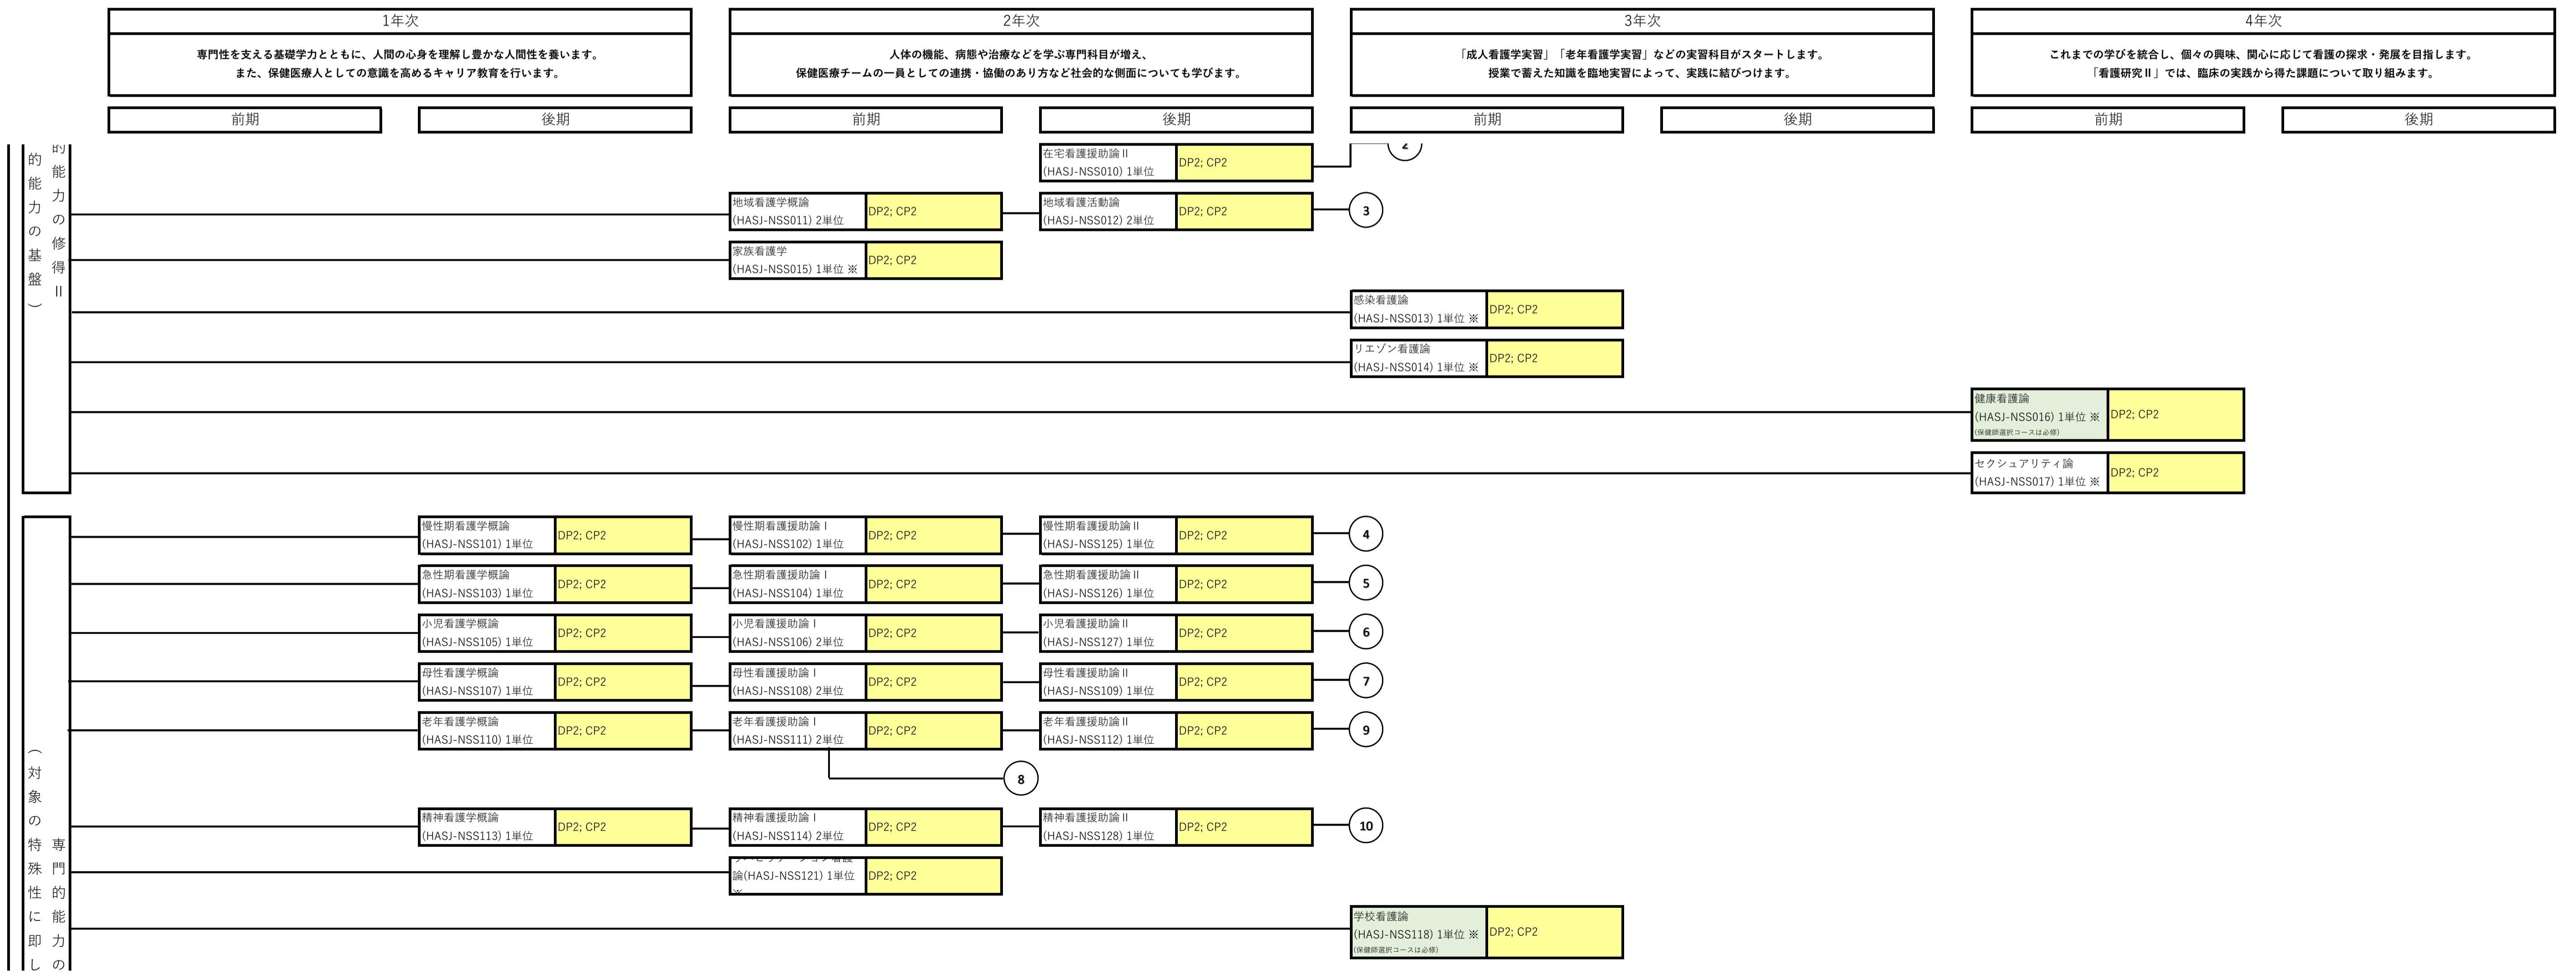 1年次
専門性を支える基礎学力とともに、人間の心身を理解し豊かな人間性を養います。
また、保健医療人としての意識を高めるキャリア教育を行います。
2年次
人体の機能、病態や治療などを学ぶ専門科目が増え、
保健医療チームの一員としての連携・協働のあり方など社会的な側面についても学びます。
3年次
「成人看護学実習」「老年看護学実習」などの実習科目がスタートします。
授業で蓄えた知識を臨地実習によって、実践に結びつけます。
4年次
これまでの学びを統合し、個々の興味、関心に応じて看護の探求・発展を目指します。
「看護研究Ⅱ」では、臨床の実践から得た課題について取り組みます。
前期
後期
前期
後期
前期
後期
前期
後期
的能力の修得Ⅱ
的能力の基盤）
在宅看護援助論Ⅱ
(HASJ-NSS010) 1単位
DP2; CP2
2
地域看護学概論
(HASJ-NSS011) 2単位
DP2; CP2
地域看護活動論
(HASJ-NSS012) 2単位
DP2; CP2
3
家族看護学
(HASJ-NSS015) 1単位 ※
DP2; CP2
感染看護論
(HASJ-NSS013) 1単位 ※
DP2; CP2
リエゾン看護論
(HASJ-NSS014) 1単位 ※
DP2; CP2
健康看護論
(HASJ-NSS016) 1単位 ※
(保健師選択コースは必修)
DP2; CP2
セクシュアリティ論
(HASJ-NSS017) 1単位 ※
DP2; CP2
専門的能力の
（対象の特殊性に即し
慢性期看護学概論
(HASJ-NSS101) 1単位
DP2; CP2
慢性期看護援助論Ⅰ
(HASJ-NSS102) 1単位
DP2; CP2
慢性期看護援助論Ⅱ
(HASJ-NSS125) 1単位
DP2; CP2
4
急性期看護学概論
(HASJ-NSS103) 1単位
DP2; CP2
急性期看護援助論Ⅰ
(HASJ-NSS104) 1単位
DP2; CP2
急性期看護援助論Ⅱ
(HASJ-NSS126) 1単位
DP2; CP2
5
小児看護学概論
(HASJ-NSS105) 1単位
DP2; CP2
小児看護援助論Ⅰ
(HASJ-NSS106) 2単位
DP2; CP2
小児看護援助論Ⅱ
(HASJ-NSS127) 1単位
DP2; CP2
6
母性看護学概論
(HASJ-NSS107) 1単位
DP2; CP2
母性看護援助論Ⅰ
(HASJ-NSS108) 2単位
DP2; CP2
母性看護援助論Ⅱ
(HASJ-NSS109) 1単位
DP2; CP2
7
老年看護学概論
(HASJ-NSS110) 1単位
DP2; CP2
老年看護援助論Ⅰ
(HASJ-NSS111) 2単位
DP2; CP2
老年看護援助論Ⅱ
(HASJ-NSS112) 1単位
DP2; CP2
9
8
精神看護学概論
(HASJ-NSS113) 1単位
DP2; CP2
精神看護援助論Ⅰ
(HASJ-NSS114) 2単位
DP2; CP2
精神看護援助論Ⅱ
(HASJ-NSS128) 1単位
DP2; CP2
10
リハビリテーション看護
論(HASJ-NSS121) 1単位
※
DP2; CP2
学校看護論
(HASJ-NSS118) 1単位 ※
(保健師選択コースは必修)
DP2; CP2